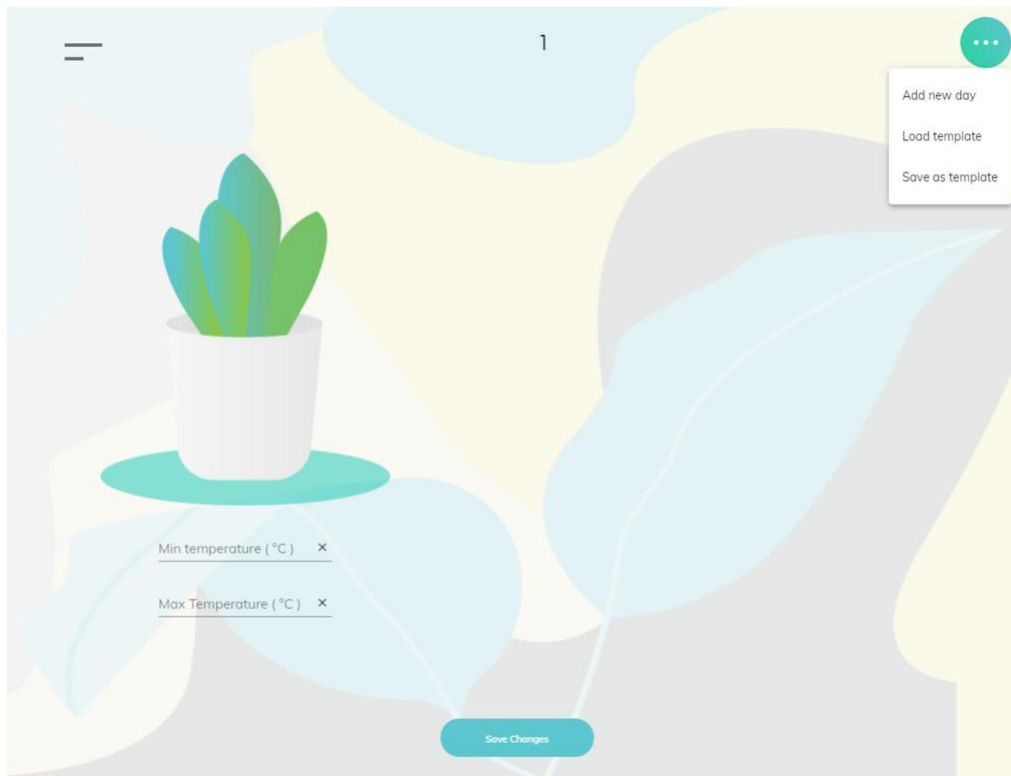 1
Add new day
Load template
Save as template
Min temperature ( °C )
Max Temperature ( °C )
Save Changes